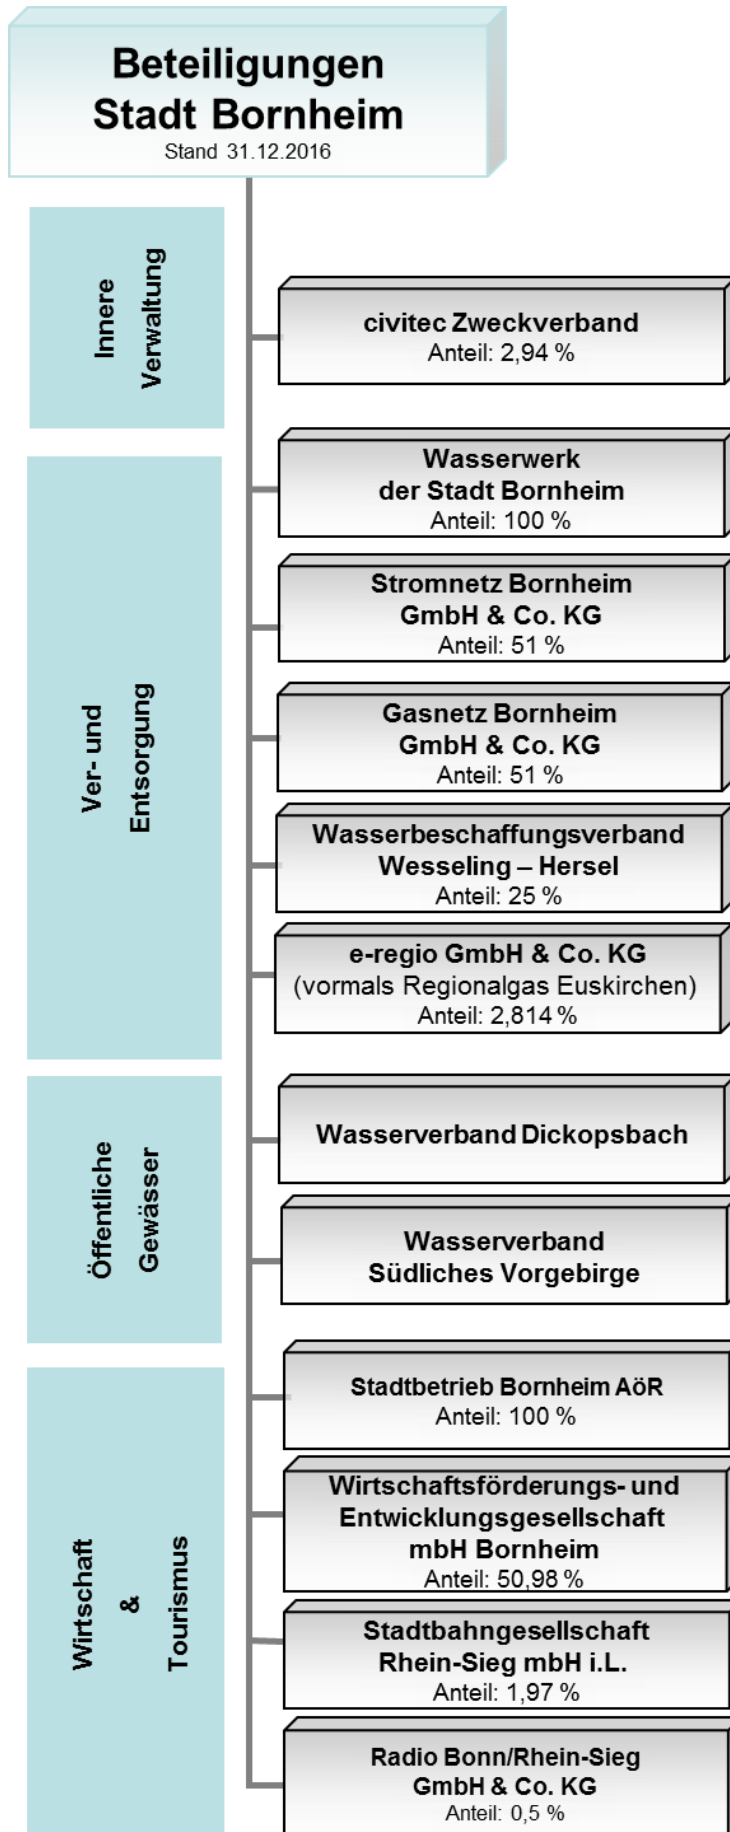 Beteiligungen
Stadt Bornheim
Stand 31.12.2016
Innere
Verwaltung
civitec Zweckverband
Anteil: 2,94 %
Ver- und
Entsorgung
Wasserwerk
der Stadt Bornheim
Anteil: 100 %
Stromnetz Bornheim
GmbH & Co. KG
Anteil: 51 %
Gasnetz Bornheim
GmbH & Co. KG
Anteil: 51 %
Wasserbeschaffungsverband
Wesseling – Hersel
Anteil: 25 %
e-regio GmbH & Co. KG
(vormals Regionalgas Euskirchen)
Anteil: 2,814 %
Öffentliche
Gewässer
Wasserverband Dickopsbach
Wasserverband
Südliches Vorgebirge
Wirtschaft
&
Tourismus
Stadtbetrieb Bornheim AöR
Anteil: 100 %
Wirtschaftsförderungs- und
Entwicklungsgesellschaft
mbH Bornheim
Anteil: 50,98 %
Stadtbahngesellschaft
Rhein-Sieg mbH i.L.
Anteil: 1,97 %
Radio Bonn/Rhein-Sieg
GmbH & Co. KG
Anteil: 0,5 %